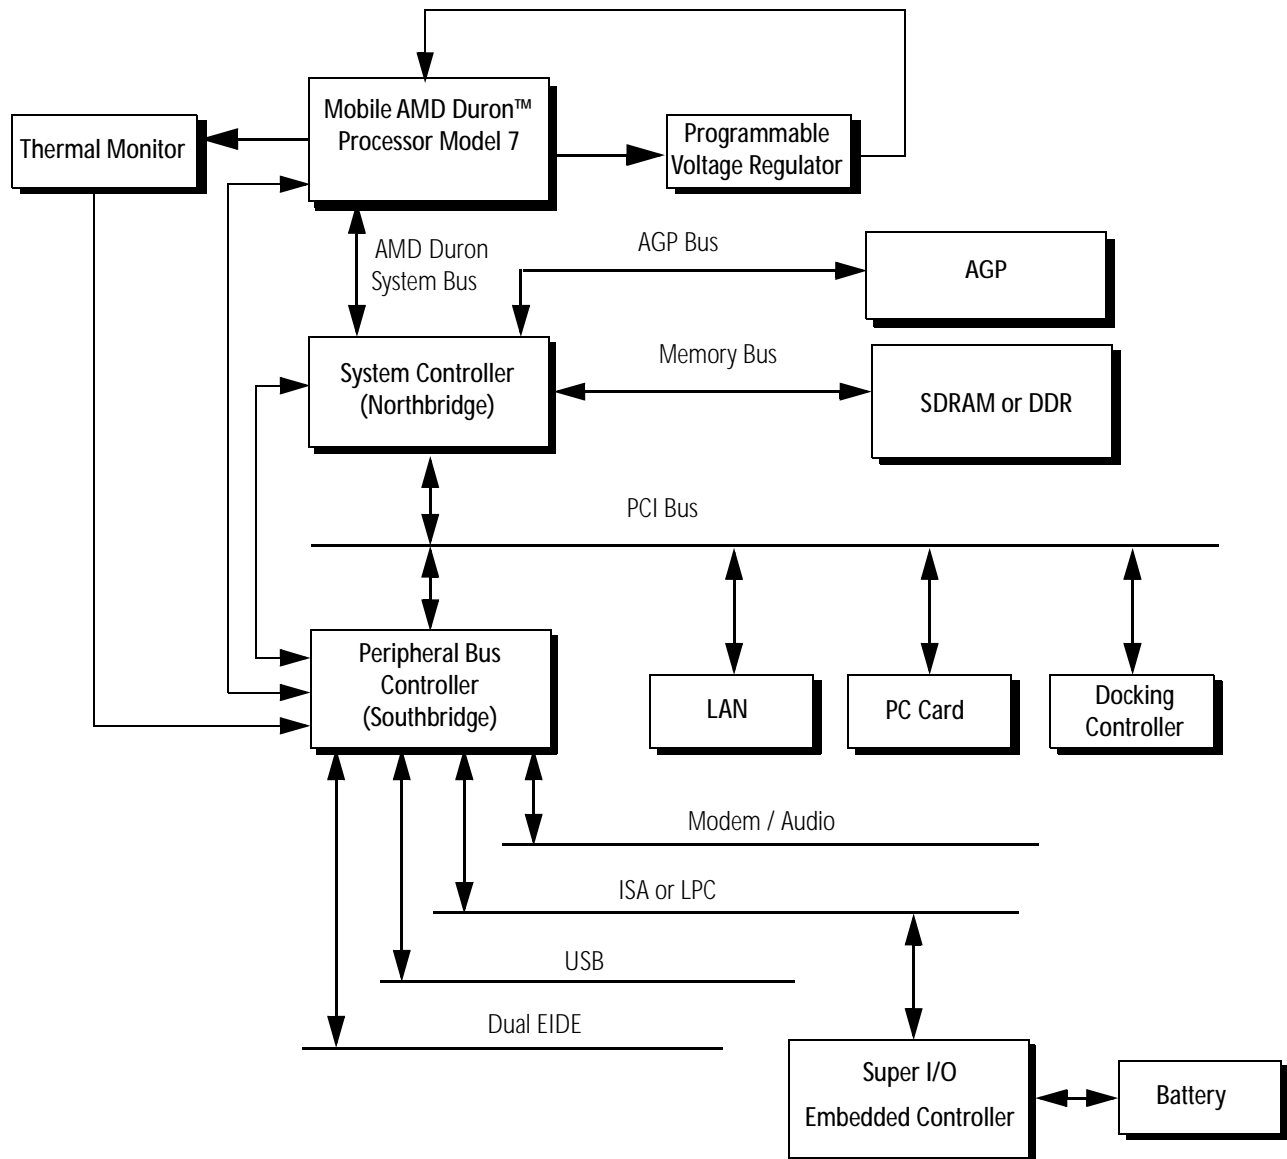 Mobile AMD Duron™
Processor Model 7
Thermal Monitor
Programmable
Voltage Regulator
AMD Duron
System Bus
AGP Bus
AGP
System Controller
(Northbridge)
Memory Bus
SDRAM or DDR
PCI Bus
Peripheral Bus
Controller
(Southbridge)
LAN
PC Card
Docking
Controller
Modem / Audio
ISA or LPC
USB
Dual EIDE
Super I/O
Embedded Controller
Battery